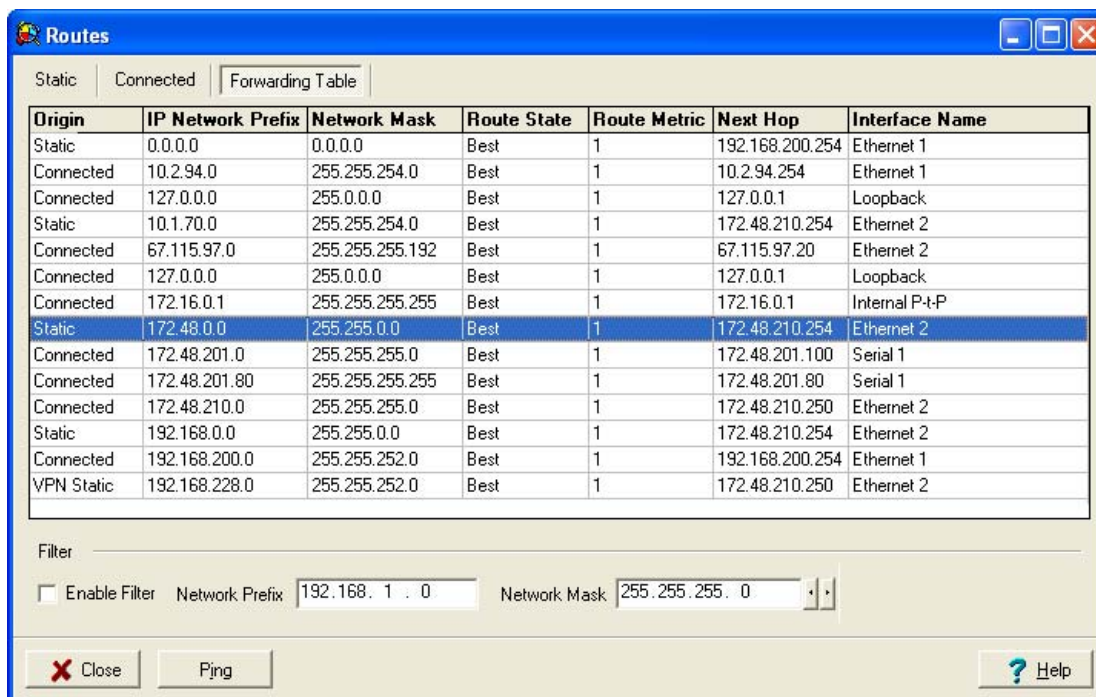 Routes
Static Connected Forwarding Table
Origin IP Network Prefix Network Mask Route State Route Metric Next Hop Interface Name
Static 0.0.0.0 0.0.0.0 Best 1 192.168.200.254 Ethernet 1
Connected 10.2.94.0 255.255.254.0 Best 1 10.2.94.254 Ethernet 1
Connected 127.0.0.0 255.0.0.0 Best 1 127.0.0.1 Loopback
Static 10.1.70.0 255.255.254.0 Best 1 172.48.210.254 Ethernet 2
Connected 67.115.97.0 255.255.255.192 Best 1 67.115.97.20 Ethernet 2
Connected 127.0.0.0 255.0.0.0 Best 1 127.0.0.1 Loopback
Connected 172.16.0.1 255.255.255.255 Best 1 172.16.0.1 Internal P-t-P
Static 172.48.0.0 255.255.0.0 Best 1 172.48.210.254 Ethernet 2
Connected 172.48.201.0 255.255.255.0 Best 1 172.48.201.100 Serial 1
Connected 172.48.201.80 255.255.255.255 Best 1 172.48.201.80 Serial 1
Connected 172.48.210.0 255.255.255.0 Best 1 172.48.210.250 Ethernet 2
Static 192.168.0.0 255.255.0.0 Best 1 172.48.210.254 Ethernet 2
Connected 192.168.200.0 255.255.252.0 Best 1 192.168.200.254 Ethernet 1
VPN Static 192.168.228.0 255.255.252.0 Best 1 172.48.210.250 Ethernet 2
Filter
Enable Filter Network Prefix 192.168. 1 . 0 Network Mask 255.255.255. 0
Close Ping ? Help